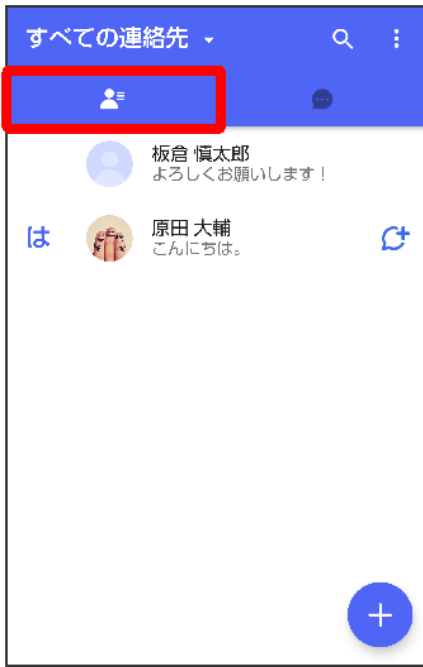 すべての連絡先
板倉 慎太郎
よろしくお願いします！
は
原田 大輔
こんにちは。